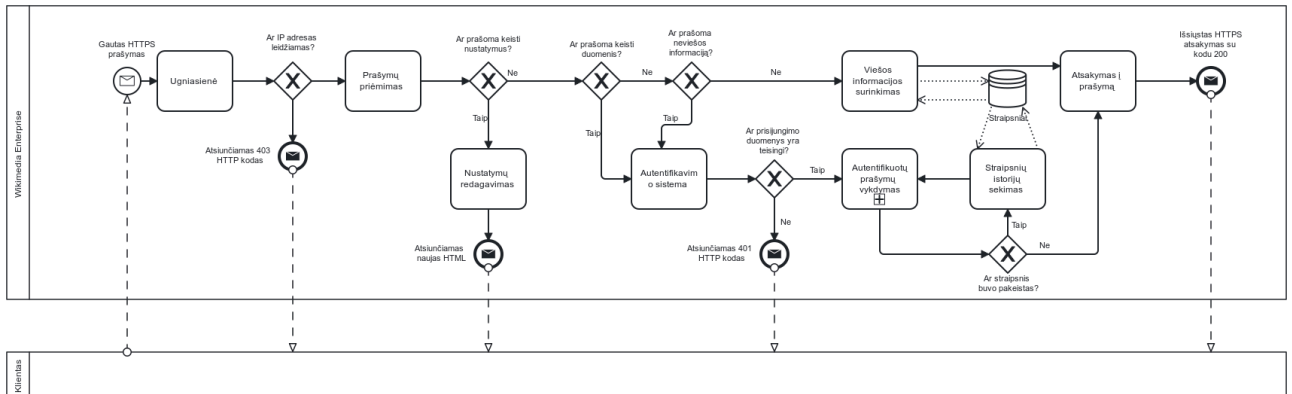 Wikimedia Enterprise
Gautas HTTPS
prašymas
Ugniasienė
Ar IP adresas
leidžiamas?
Atsiunčiamas 403
HTTP kodas
Prašymų
priėmimas
Ar prašoma keisti
nustatymus?
Ne
Taip
Nustatymų
redagavimas
Atsiunčiamas
naujas HTML
Ar prašoma keisti
duomenis?
Ne
Taip
Ar prašoma
neviešos
informaciją?
Ne
Taip
Autentifikavim
o sistema
Ar prisijungimo
duomenys yra
teisingi?
Taip
Ne
Atsiunčiamas 401
HTTP kodas
Viešos
informacijos
surinkimas
Straipsniai
Autentifikuotų
prašymų
vykdymas
Straipsnių
istorijų
sekimas
Taip
Ne
Ar straipsnis
buvo pakeistas?
Atsakymas į
prašymą
Išsiųstas HTTPS
atsakymas su
kodu 200
Klientas